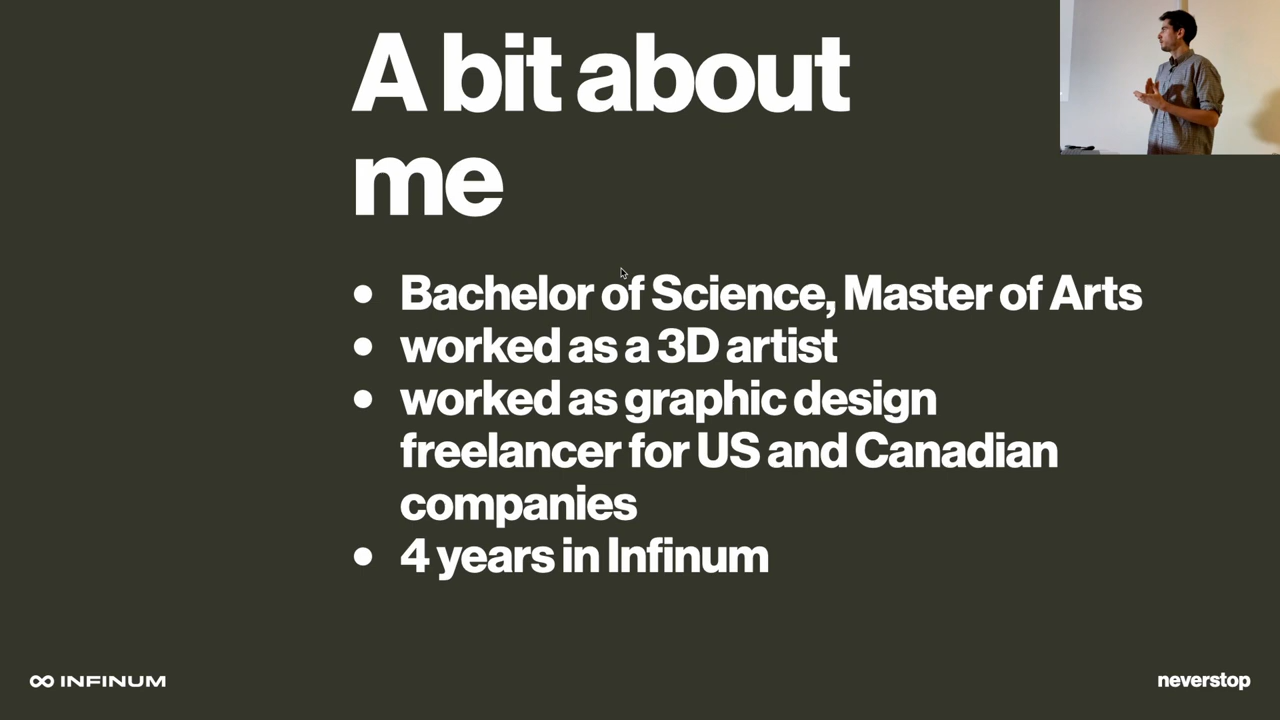 A bit about
me
• Bachelor of Science, Master of Arts
• worked as a 3D artist
• worked as graphic design
freelancer for US and Canadian
companies
• 4 years in Infinum
INFINUM
neverstop